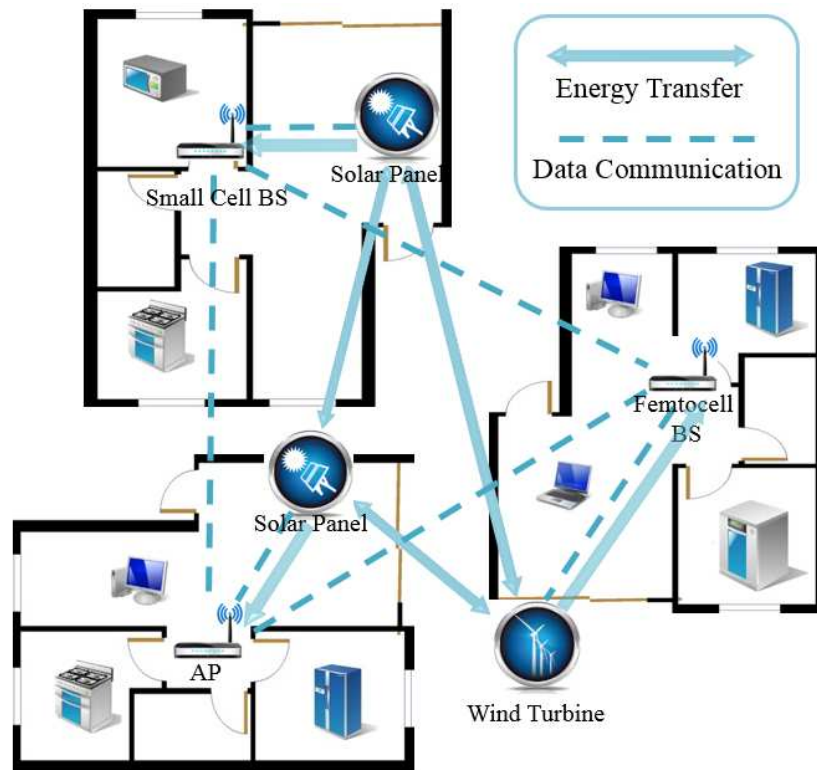 Energy Transfer
Data Communication
Solar Panel
Small Cell BS
Femtocell
BS
Solar Panel
AP
Wind Turbine